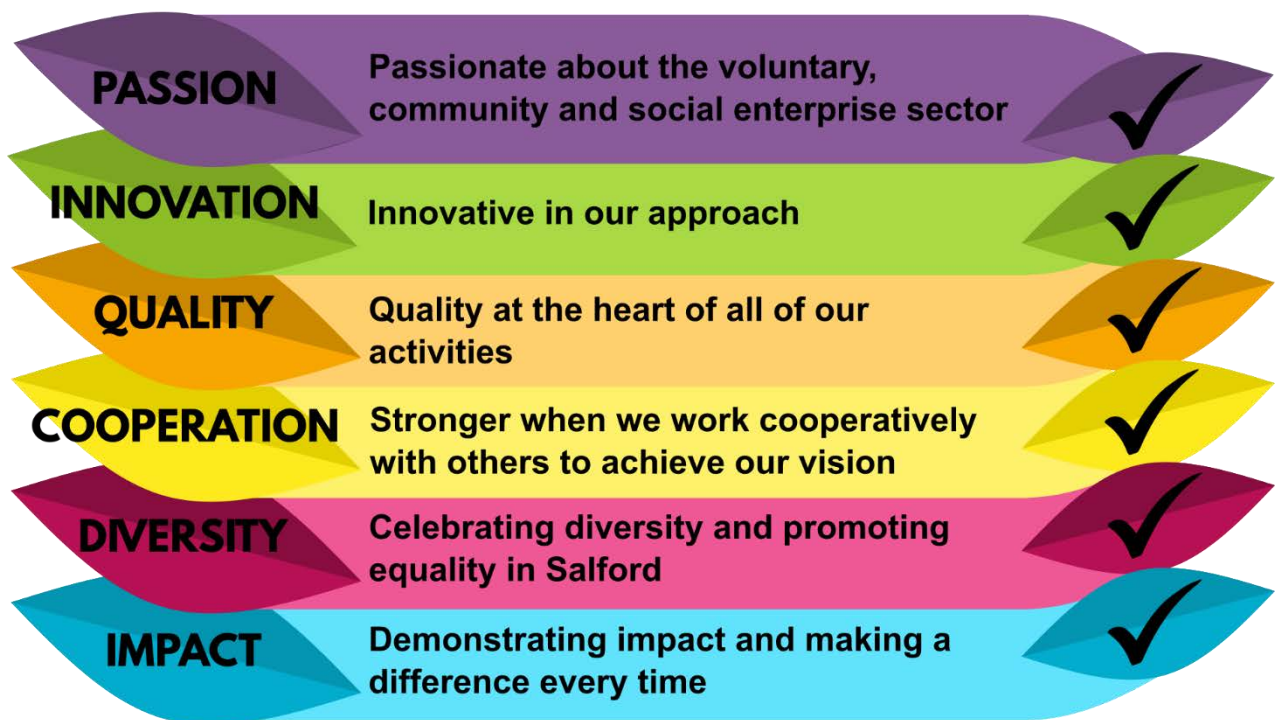 PASSION
Passionate about the voluntary,
community and social enterprise sector
INNOVATION
Innovative in our approach
QUALITY
Quality at the heart of all of our
activities
COOPERATION
Stronger when we work cooperatively
with others to achieve our vision
DIVERSITY
Celebrating diversity and promoting
equality in Salford
IMPACT
Demonstrating impact and making a
difference every time